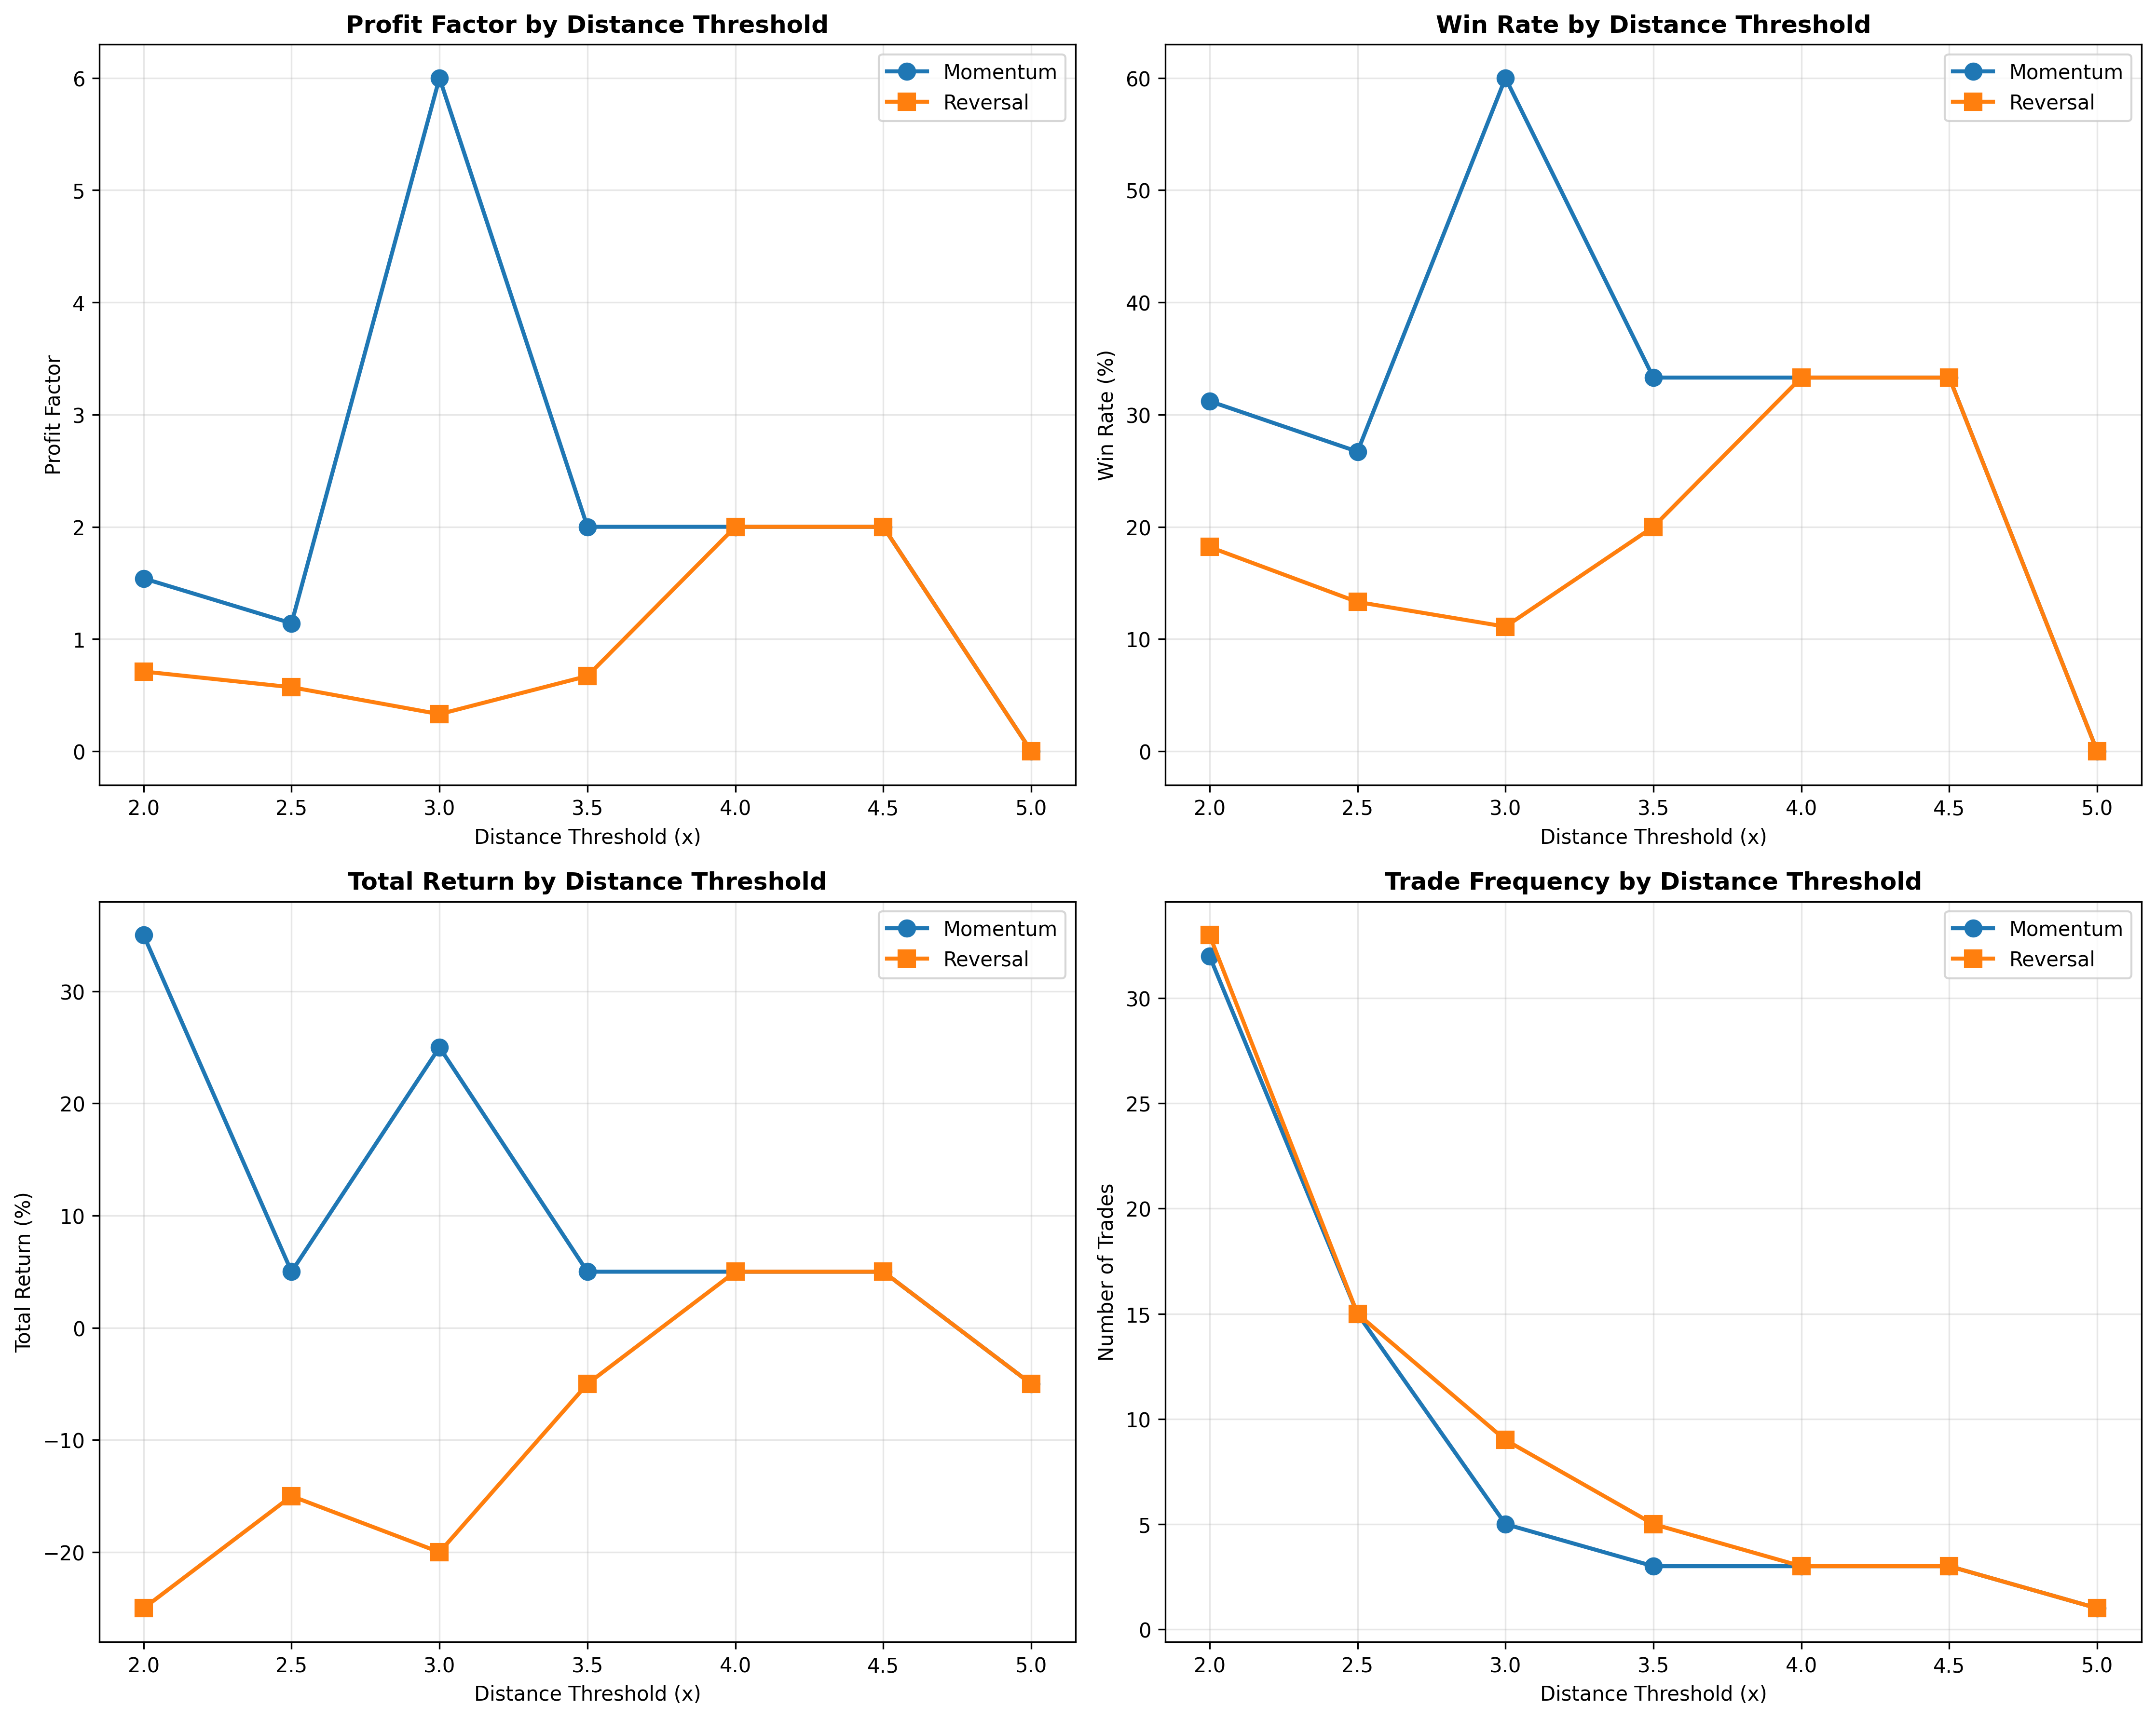 Profit Factor by Distance Threshold
Momentum
Reversal
6
5
4
3
2
1
0
Profit Factor
2.0 2.5 3.0 3.5 4.0 4.5 5.0
Distance Threshold (x)
Win Rate by Distance Threshold
Momentum
Reversal
60
50
40
30
20
10
0
Win Rate (%)
2.0 2.5 3.0 3.5 4.0 4.5 5.0
Distance Threshold (x)
Total Return by Distance Threshold
Momentum
Reversal
30
20
10
0
−10
−20
Total Return (%)
2.0 2.5 3.0 3.5 4.0 4.5 5.0
Distance Threshold (x)
Trade Frequency by Distance Threshold
Momentum
Reversal
30
25
20
15
10
5
0
Number of Trades
2.0 2.5 3.0 3.5 4.0 4.5 5.0
Distance Threshold (x)